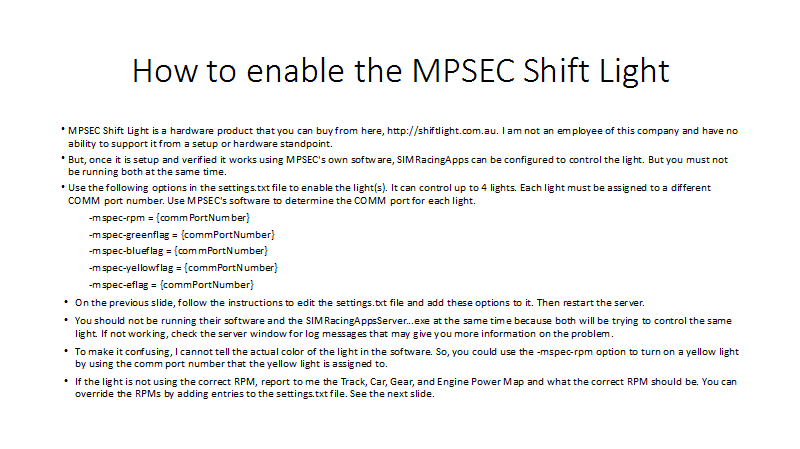 How to enable the MPSEC Shift Light
• MPSEC Shift Light is a hardware product that you can buy from here, http://shiftlight.com.au. I am not an employee of this company and have no
ability to support it from a setup or hardware standpoint.
• But, once it is setup and verified it works using MPSEC's own software, SIMRacingApps can be configured to control the light. But you must not
be running both at the same time.
• Use the following options in the settings.txt file to enable the light(s). It can control up to 4 lights. Each light must be assigned to a different
COMM port number. Use MPSEC's software to determine the COMM port for each light.
-mspec-rpm = {commPortNumber}
-mspec-greenflag = {commPortNumber}
-mspec-blueflag = {commPortNumber}
-mspec-yellowflag = {commPortNumber}
-mspec-eflag = {commPortNumber}
• On the previous slide, follow the instructions to edit the settings.txt file and add these options to it. Then restart the server.
• You should not be running their software and the SIMRacingAppsServer...exe at the same time because both will be trying to control the same
light. If not working, check the server window for log messages that may give you more information on the problem.
• To make it confusing, I cannot tell the actual color of the light in the software. So, you could use the -mspec-rpm option to turn on a yellow light
by using the comm port number that the yellow light is assigned to.
• If the light is not using the correct RPM, report to me the Track, Car, Gear, and Engine Power Map and what the correct RPM should be. You can
override the RPMs by adding entries to the settings.txt file. See the next slide.